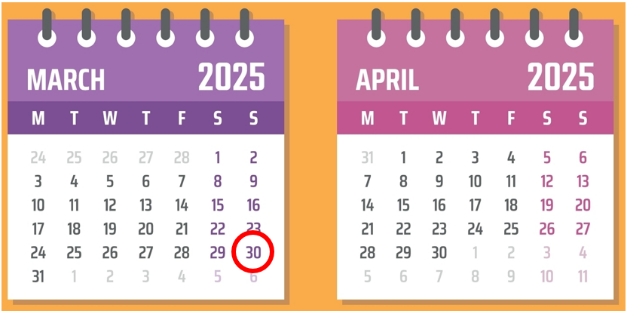 MARCH 2025
M T W T F S S
24 25 26 27 28 1 2
3 4 5 6 7 8 9
10 11 12 13 14 15 16
17 18 19 20 21 22 23
24 25 26 27 28 29 30
31 1 2 3 4 5 6
APRIL 2025
M T W T F S S
31 1 2 3 4 5 6
7 8 9 10 11 12 13
14 15 16 17 18 19 20
21 22 23 24 25 26 27
28 29 30 1 2 3 4
5 6 7 8 9 10 11